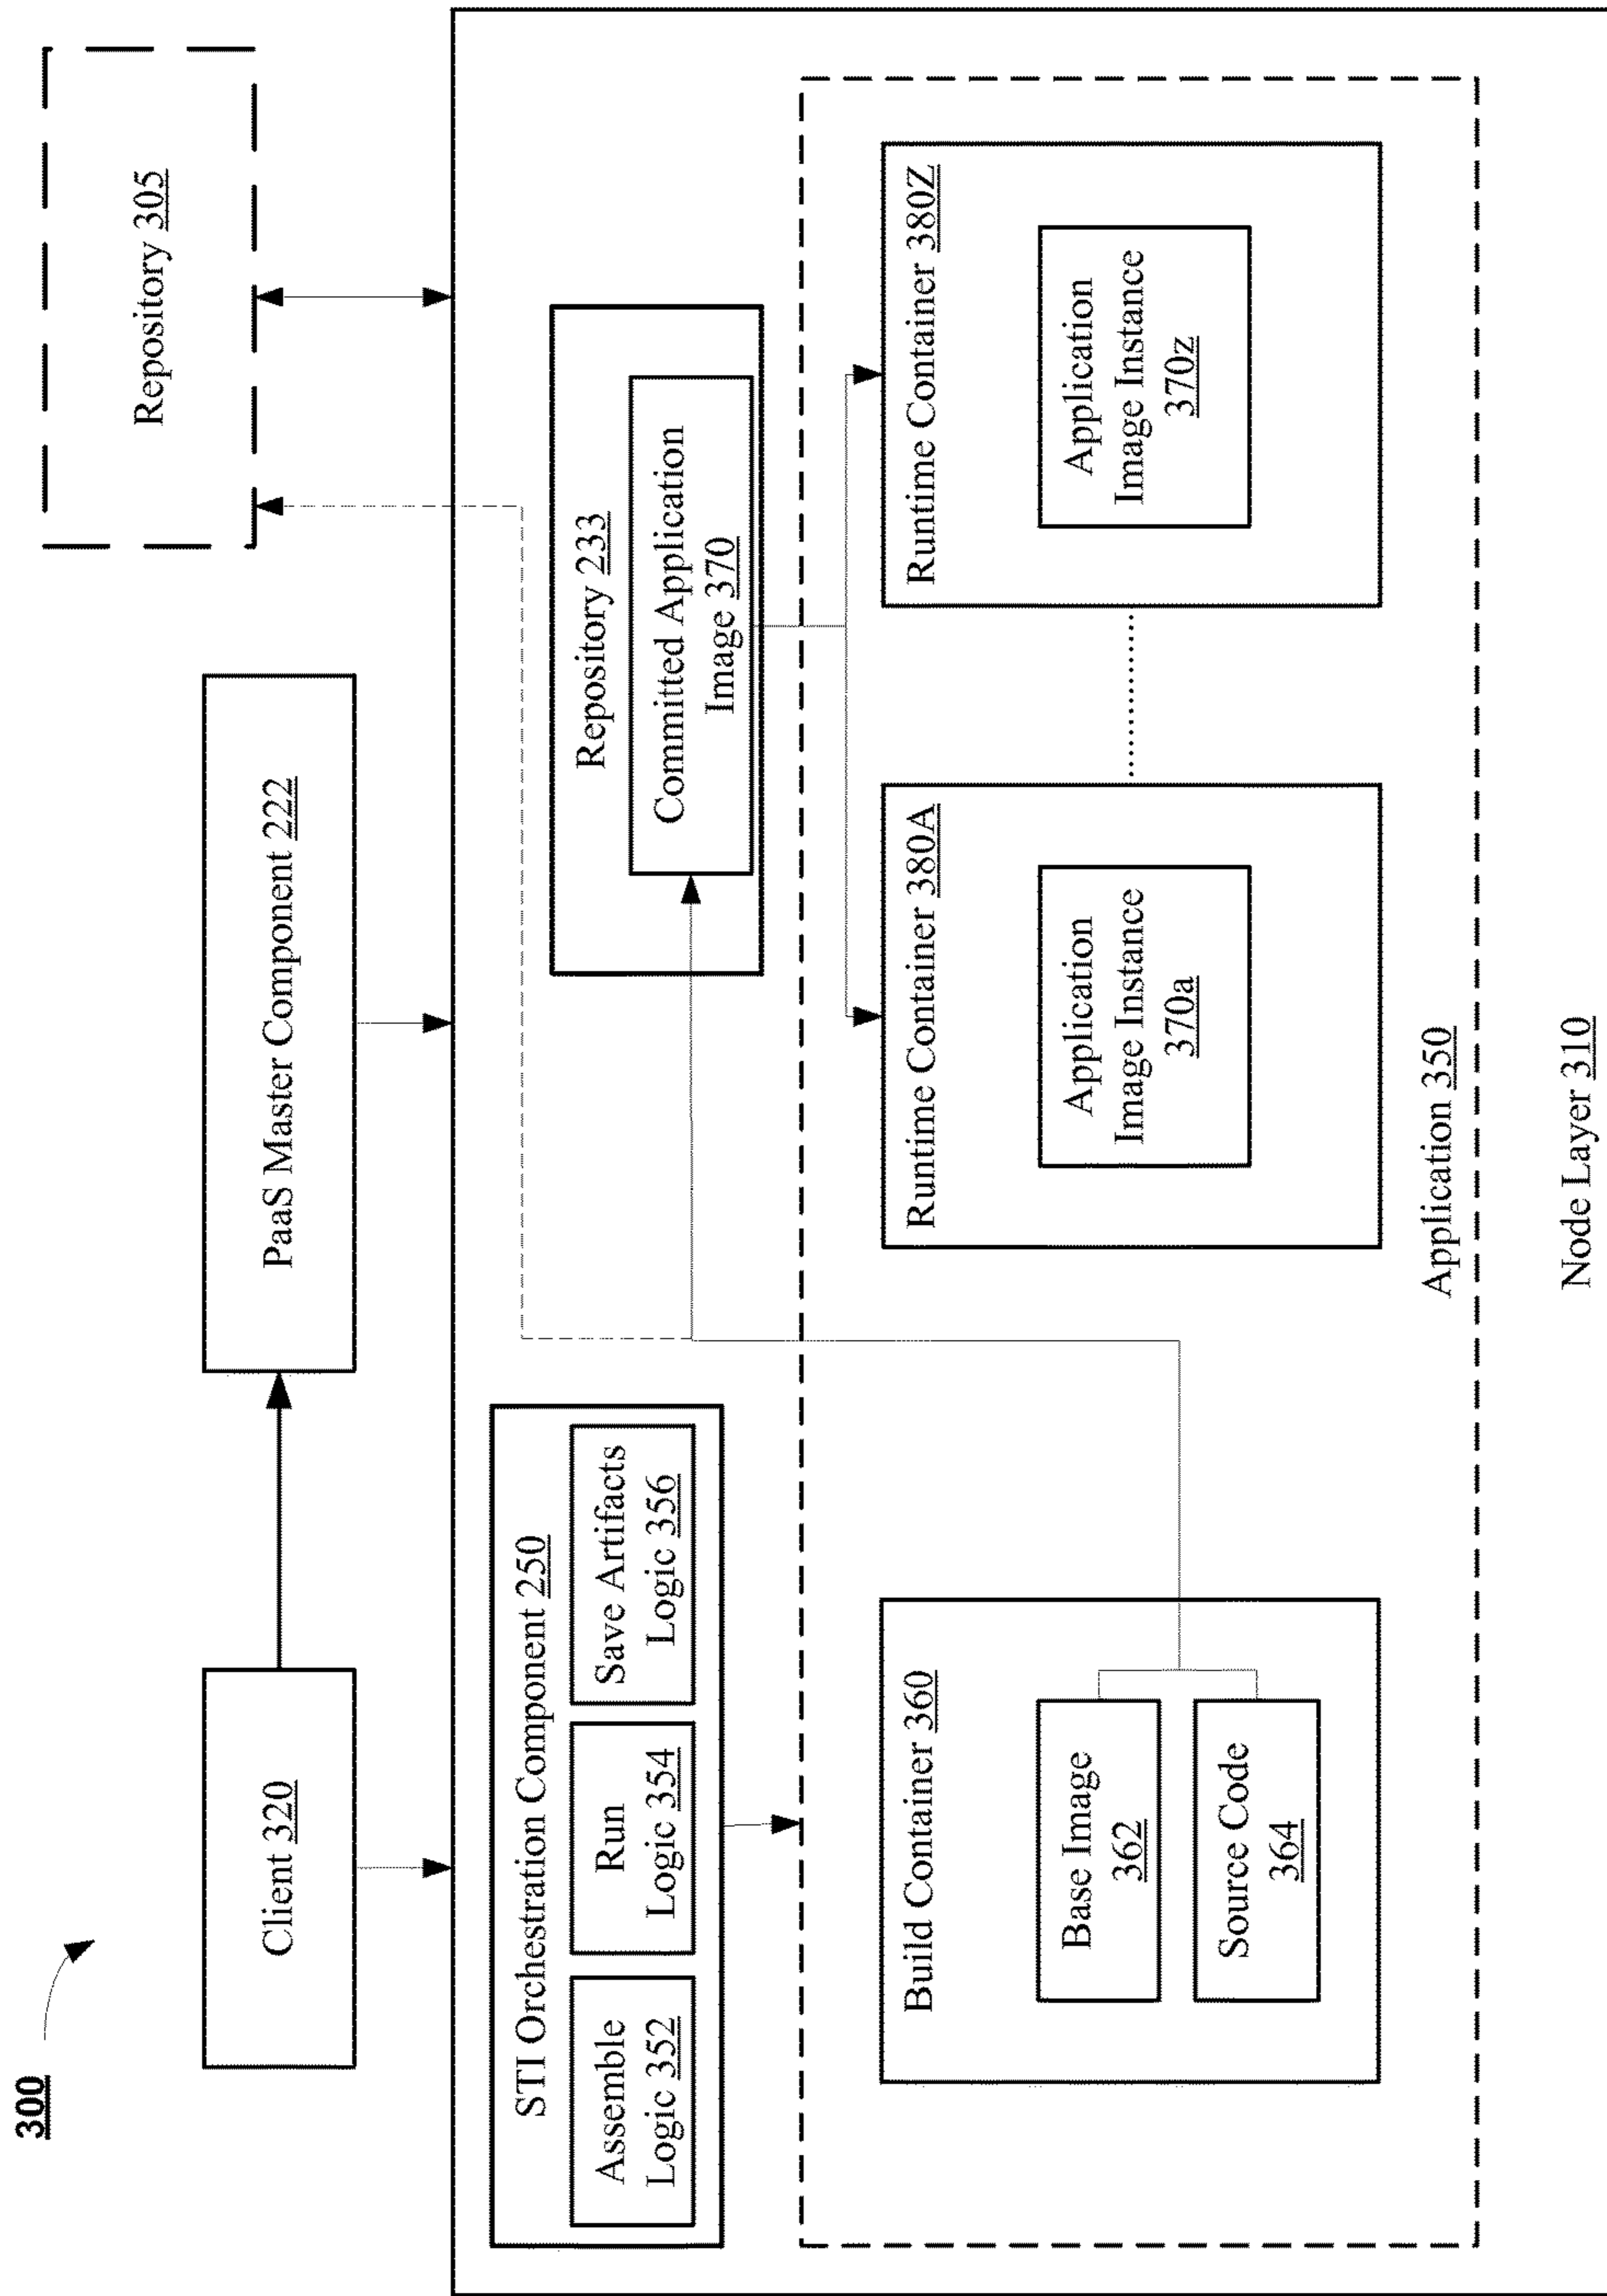 300
Client 320
PaaS Master Component 222
Repository 305
STI Orchestration Component 250
Assemble
Logic 352
Run
Logic 354
Save Artifacts
Logic 356
Repository 233
Committed Application
Image 370
Build Container 360
Base Image
362
Source Code
364
Runtime Container 380A
Application
Image Instance
370a
Runtime Container 380Z
Application
Image Instance
370z
Application 350
Node Layer 310